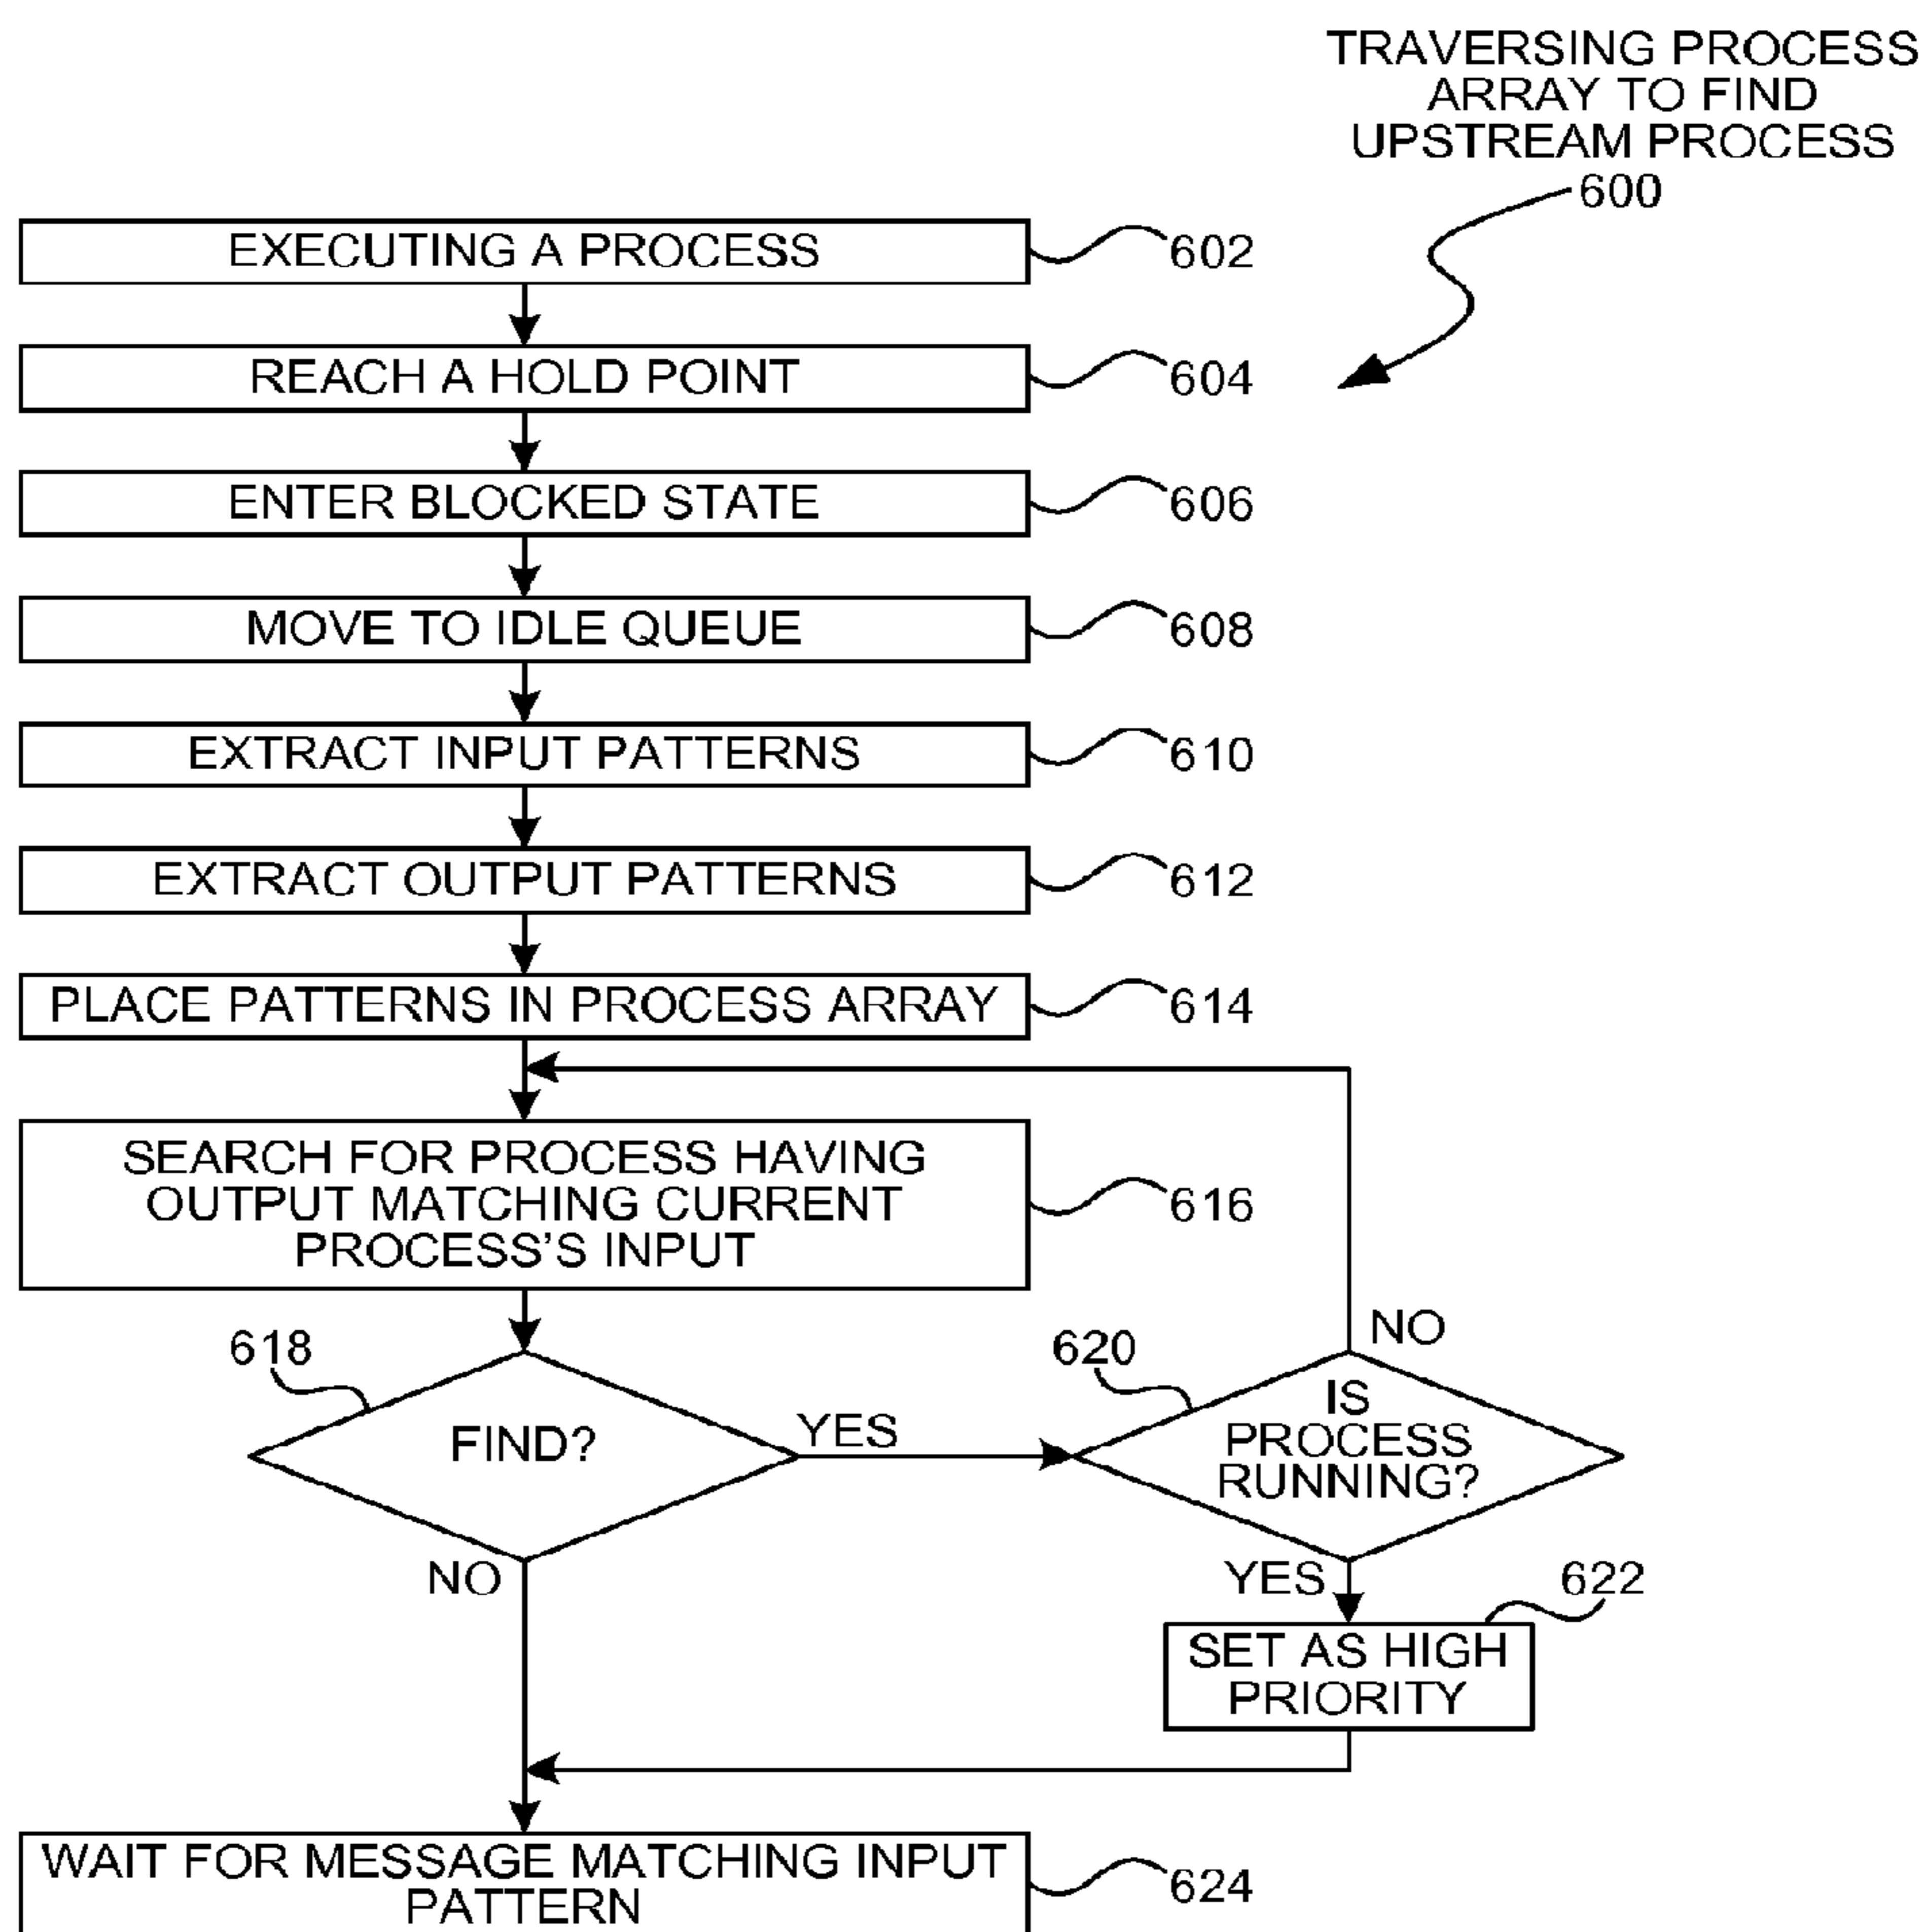 TRAVERSING PROCESS
ARRAY TO FIND
UPSTREAM PROCESS
600
EXECUTING A PROCESS
602
REACH A HOLD POINT
604
ENTER BLOCKED STATE
606
MOVE TO IDLE QUEUE
608
EXTRACT INPUT PATTERNS
610
EXTRACT OUTPUT PATTERNS
612
PLACE PATTERNS IN PROCESS ARRAY
614
SEARCH FOR PROCESS HAVING
OUTPUT MATCHING CURRENT
PROCESS'S INPUT
616
618
FIND?
YES
NO
620
NO
IS
PROCESS
RUNNING?
YES
622
SET AS HIGH
PRIORITY
WAIT FOR MESSAGE MATCHING INPUT
PATTERN
624